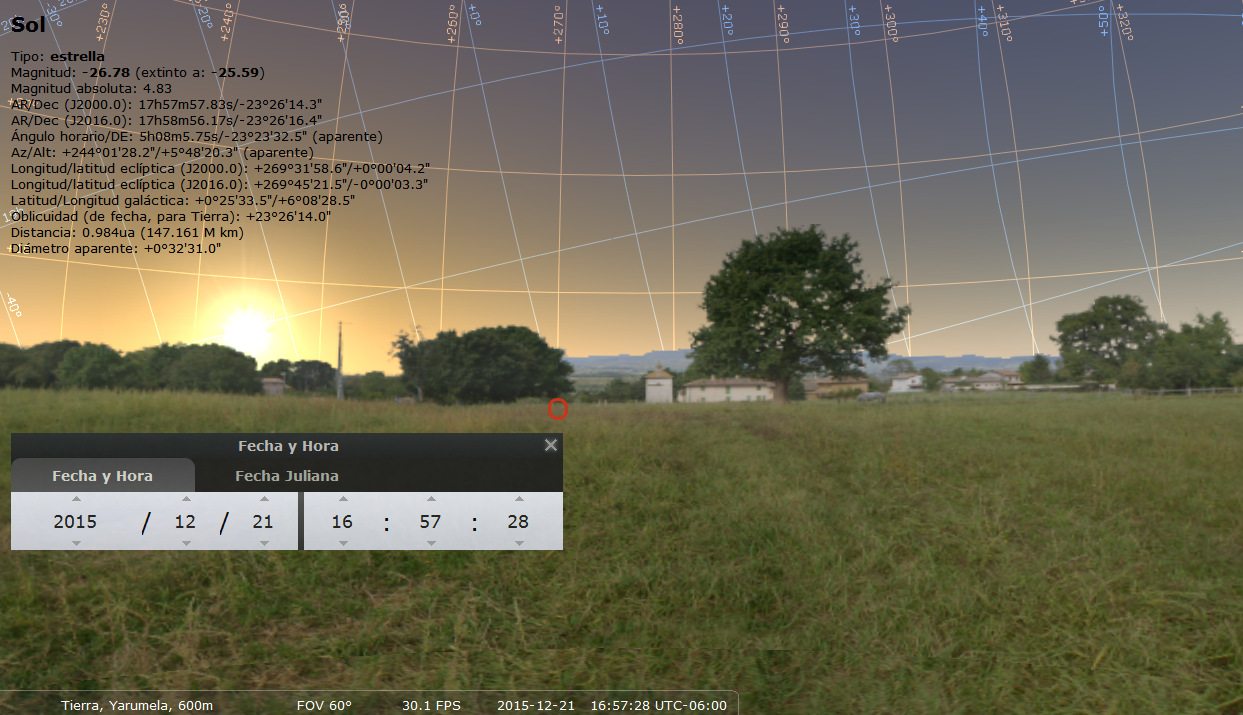 +230°
+240°
+20°
+260°
+0°
+270°
+10°
+280°
+20°
+290°
+30°
+300°
+40°
+310°
+50°
+320°
Sol
Tipo: estrella
Magnitud: -26.78 (extinto a: -25.59)
Magnitud absoluta: 4.83
AR/Dec (J2000.0): 17h57m57.83s/-23°26'14.3"
AR/Dec (J2016.0): 17h58m56.17s/-23°26'16.4"
Ángulo horario/DE: 5h08m5.75s/-23°23'32.5" (aparente)
Az/Alt: +244°01'28.2"/+5°48'20.3" (aparente)
Longitud/latitud eclíptica (J2000.0): +269°31'58.6"/+0°00'04.2"
Longitud/latitud eclíptica (J2016.0): +269°45'21.5"/-0°00'03.3"
Latitud/Longitud galáctica: +0°25'33.5"/+6°08'28.5"
Oblicuidad (de fecha, para Tierra): +23°26'14.0"
Distancia: 0.984ua (147.161 M km)
Diámetro aparente: +0°32'31.0"
-40°
Fecha y Hora
Fecha y Hora Fecha Juliana
2015 / 12 / 21 16 : 57 : 28
Tierra, Yarumela, 600m FOV 60° 30.1 FPS 2015-12-21 16:57:28 UTC-06:00